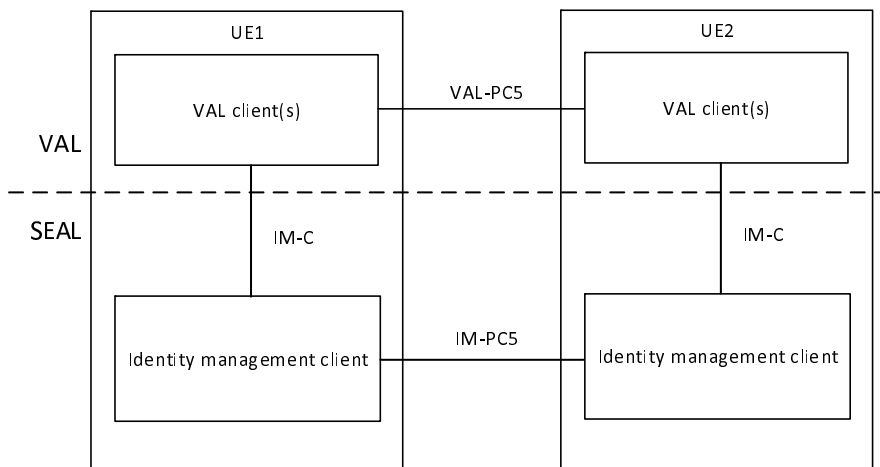 UE1
UE2
VAL client(s)
VAL-PC5
VAL client(s)
VAL
SEAL
IM-C
IM-C
Identity management client
IM-PC5
Identity management client